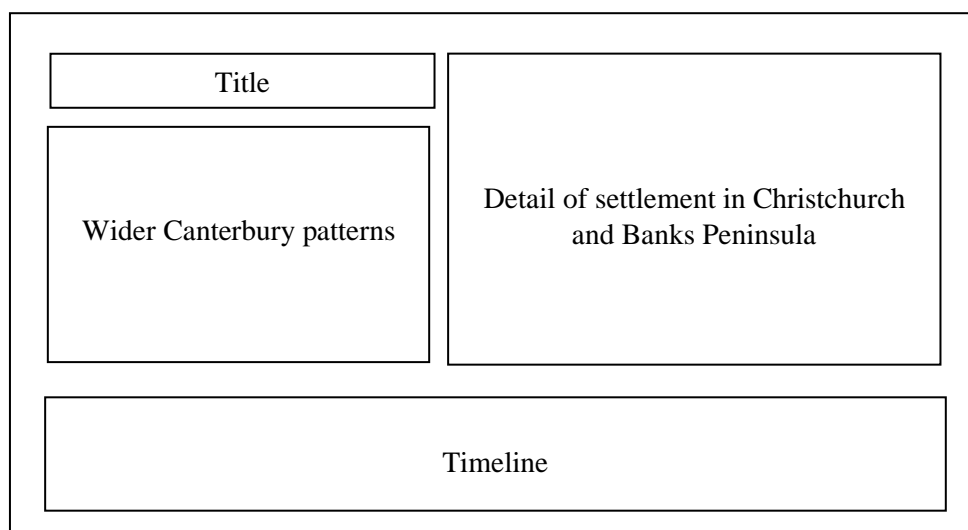 Title
Wider Canterbury patterns
Detail of settlement in Christchurch
and Banks Peninsula
Timeline